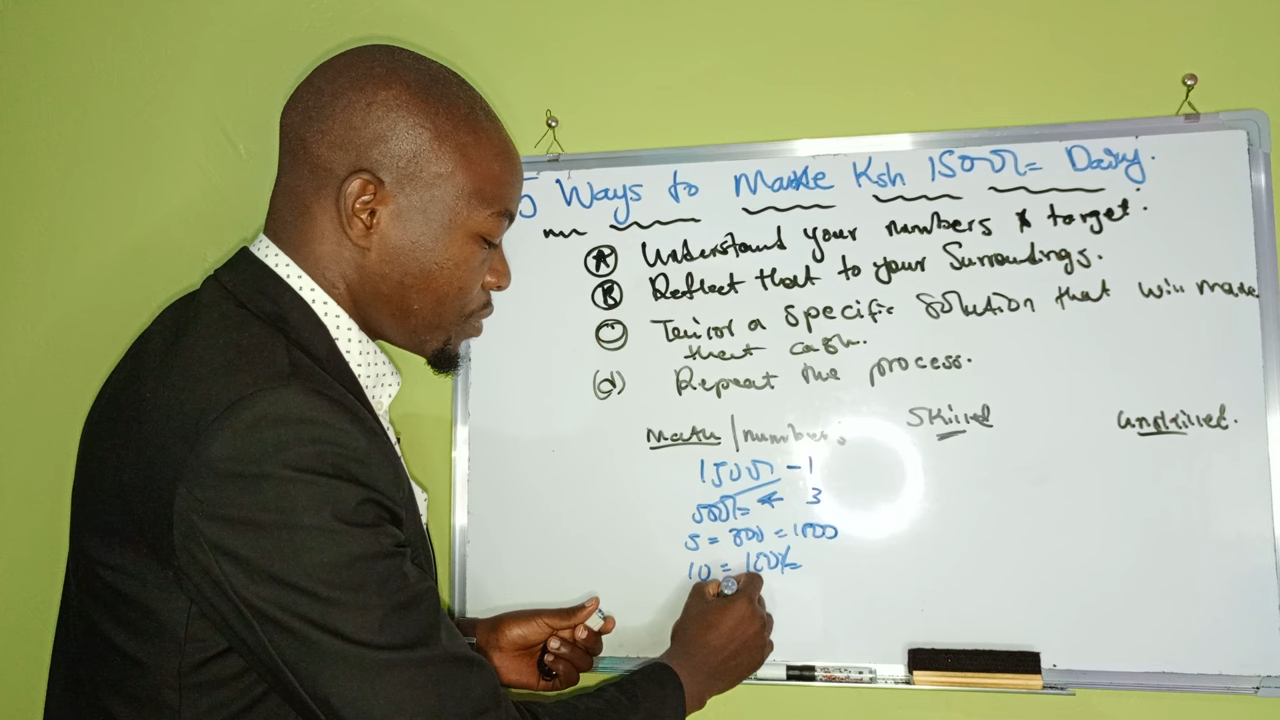 5 Ways to Make Ksh 1500/= Daily.
(A) Understand your numbers & target.
(B) Reflect that to your Surroundings.
(C) a specific solution that will make
that cash.
(d) Repeat the process.
Math/numbers Skilled unskilled.
1500 - 1
500/= ← 3
5 = 300 = 1500
10 = 150/=